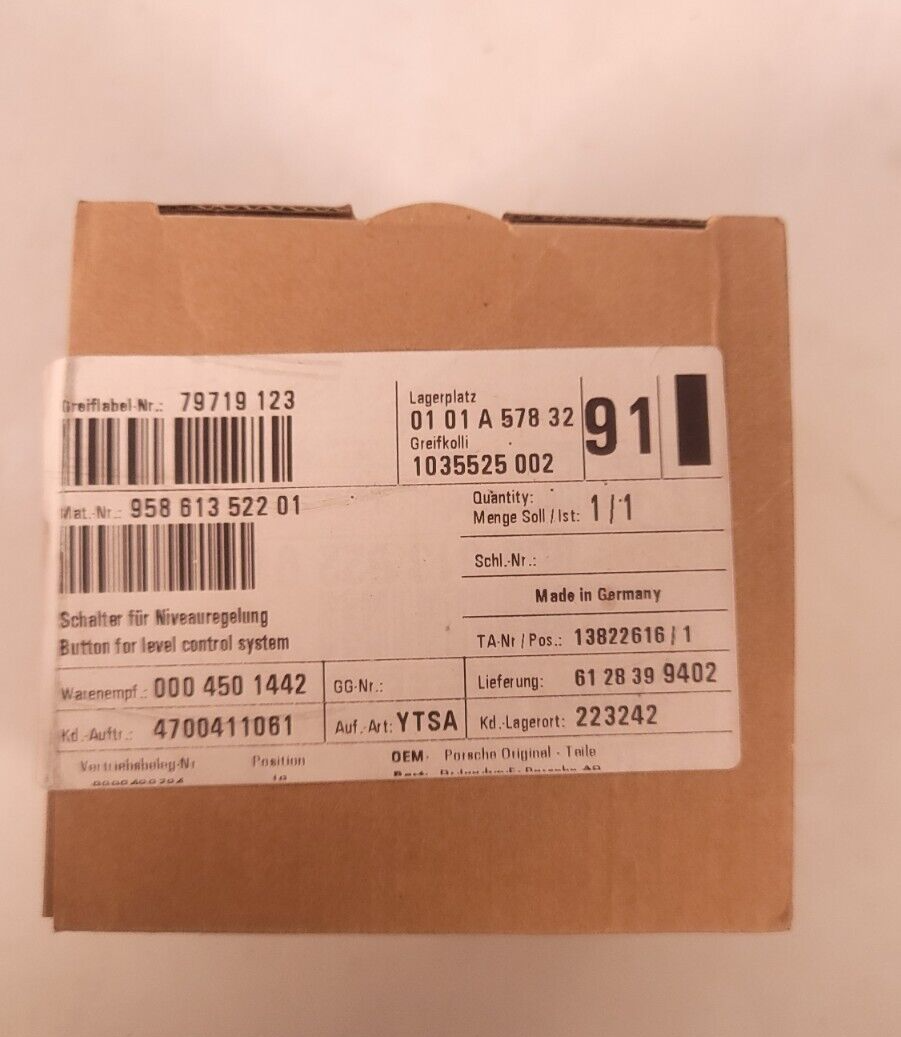 Greiflabel-Nr.: 79719 123
Lagerplatz
01 01 A 578 32
Greifkolli
1035525 002
91
Mat.-Nr.: 958 613 522 01
Quantity:
Menge Soll / Ist: 1 / 1
Schl.-Nr.:
Made in Germany
Schalter für Niveauregelung
Button for level control system
TA-Nr / Pos.: 13822616 / 1
Warenempf.: 000 450 1442
GG-Nr.:
Lieferung: 61 28 39 9402
Kd.-Auftr.: 4700411061
Auf.-Art: YTSA
Kd.-Lagerort: 223242
Vertriebsbeleg-Nr
Position
OEM: Porsche Original - Teile